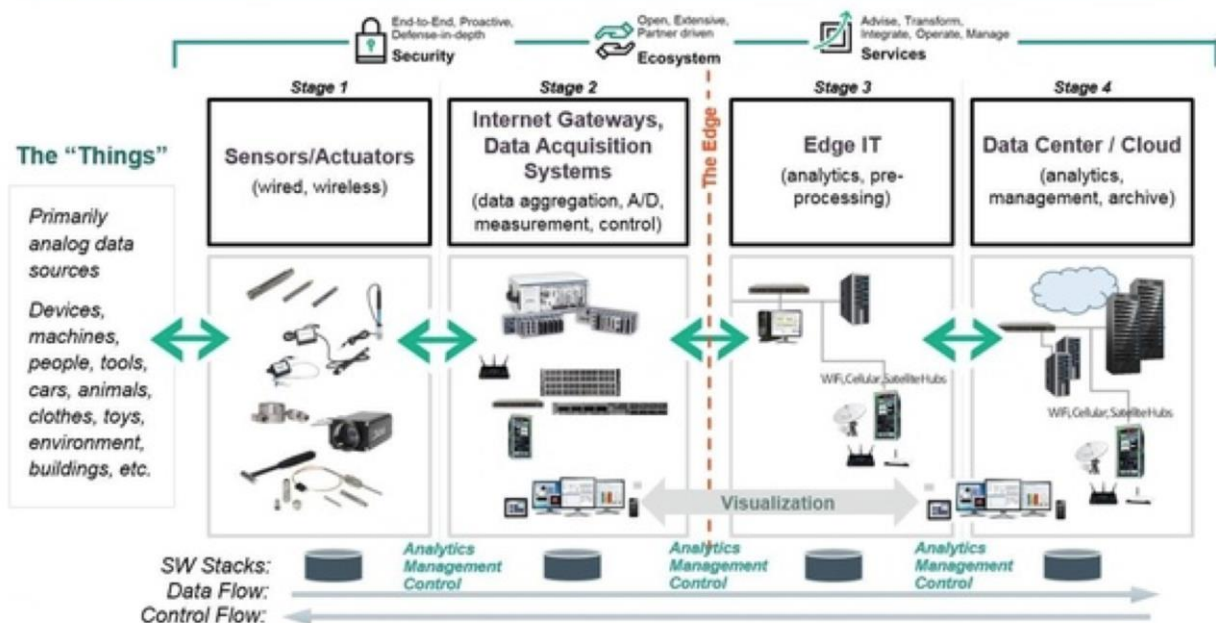 End-to-End, Proactive,
Defense-in-depth
Security
Open, Extensive,
Partner driven
Ecosystem
Advise, Transform,
Integrate, Operate, Manage
Services
Stage 1
Stage 2
Stage 3
Stage 4
The "Things"
Primarily
analog data
sources
Devices,
machines,
people, tools,
cars, animals,
clothes, toys,
environment,
buildings, etc.
Sensors/Actuators
(wired, wireless)
Internet Gateways,
Data Acquisition
Systems
(data aggregation, A/D,
measurement, control)
The Edge
Edge IT
(analytics, pre-
processing)
Data Center / Cloud
(analytics,
management, archive)
WiFi, Cellular, Satellite Hubs
WiFi, Cellular, Satellite Hubs
Visualization
SW Stacks:
Analytics
Management
Control
Analytics
Management
Control
Analytics
Management
Control
Data Flow:
Control Flow: